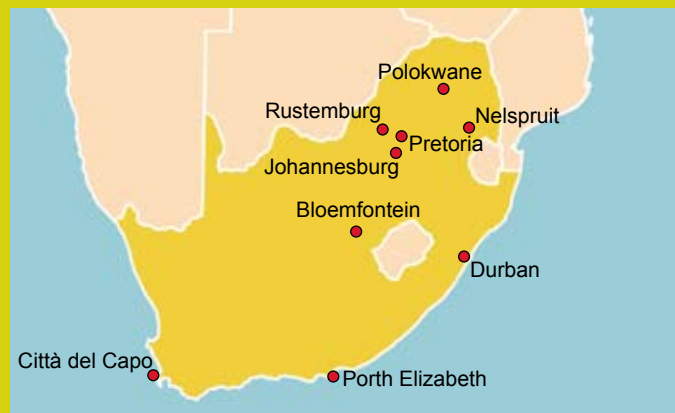 Polokwane
Rustemburg
Nelspruit
Pretoria
Johannesburg
Bloemfontein
Durban
Città del Capo
Porth Elizabeth